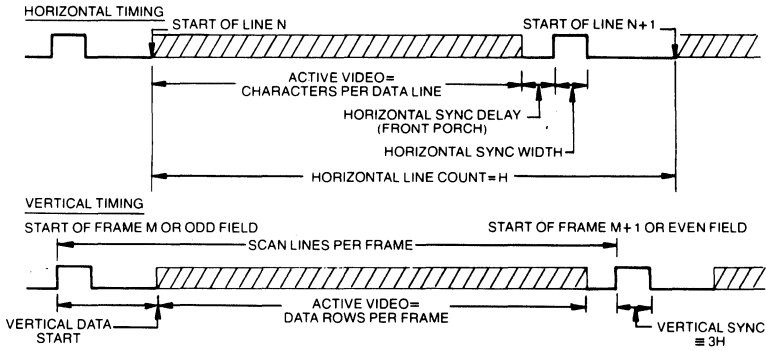 HORIZONTAL TIMING
START OF LINE N
START OF LINE N+1
ACTIVE VIDEO=
CHARACTERS PER DATA LINE
HORIZONTAL SYNC DELAY
(FRONT PORCH)
HORIZONTAL SYNC WIDTH
HORIZONTAL LINE COUNT=H
VERTICAL TIMING
START OF FRAME M OR ODD FIELD
START OF FRAME M+1 OR EVEN FIELD
SCAN LINES PER FRAME
ACTIVE VIDEO=
DATA ROWS PER FRAME
VERTICAL DATA
START
VERTICAL SYNC
≡3H